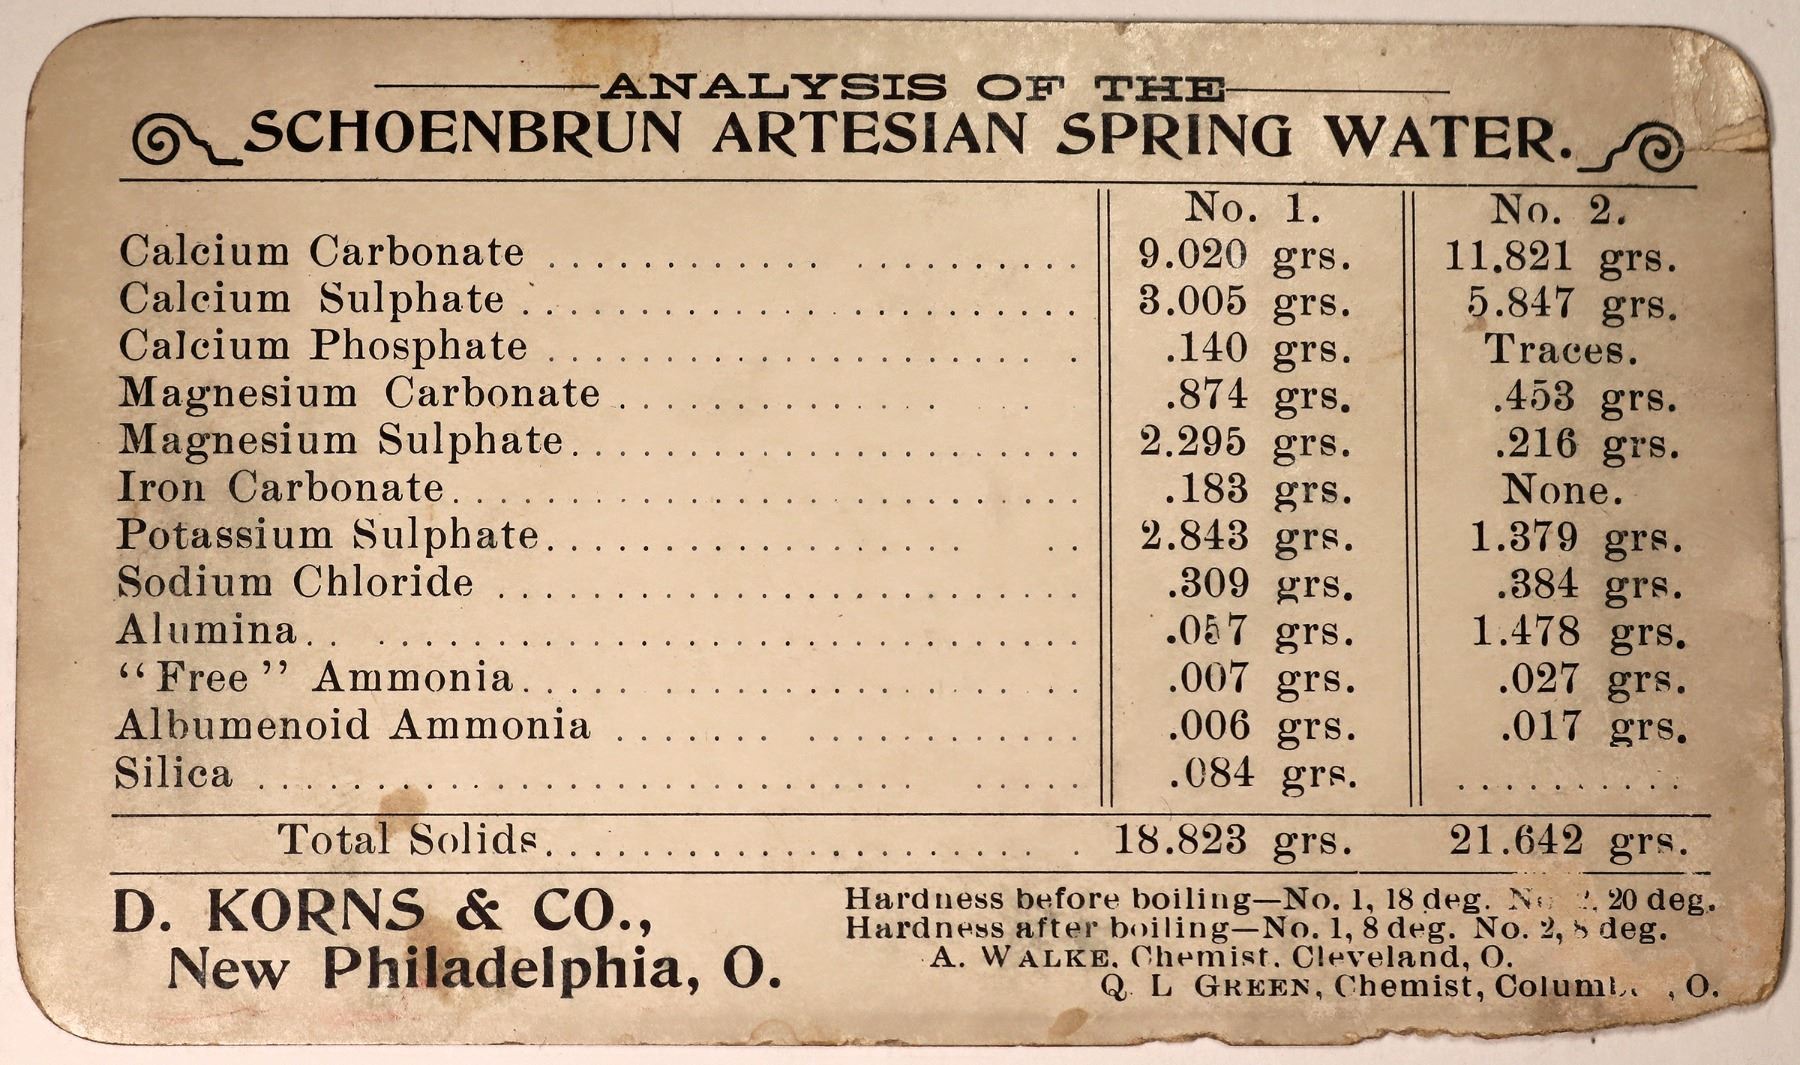 ANALYSIS OF THE
SCHOENBRUN ARTESIAN SPRING WATER.
No. 1. No. 2.
Calcium Carbonate 9.020 grs. 11.821 grs.
Calcium Sulphate 3.005 grs. 5.847 grs.
Calcium Phosphate .140 grs. Traces.
Magnesium Carbonate .874 grs. .453 grs.
Magnesium Sulphate 2.295 grs. .216 grs.
Iron Carbonate .183 grs. None.
Potassium Sulphate 2.843 grs. 1.379 grs.
Sodium Chloride .309 grs. .384 grs.
Alumina .057 grs. 1.478 grs.
“Free” Ammonia .007 grs. .027 grs.
Albumenoid Ammonia .006 grs. .017 grs.
Silica .084 grs. ..........
Total Solids 18.823 grs. 21.642 grs.
D. KORNS & CO.,
New Philadelphia, O.
Hardness before boiling—No. 1, 18 deg. 20 deg.
Hardness after boiling—No. 1, 8 deg. No. 2, deg.
A. WALKE, Chemist, Cleveland, O.
Q. L GREEN, Chemist, O.